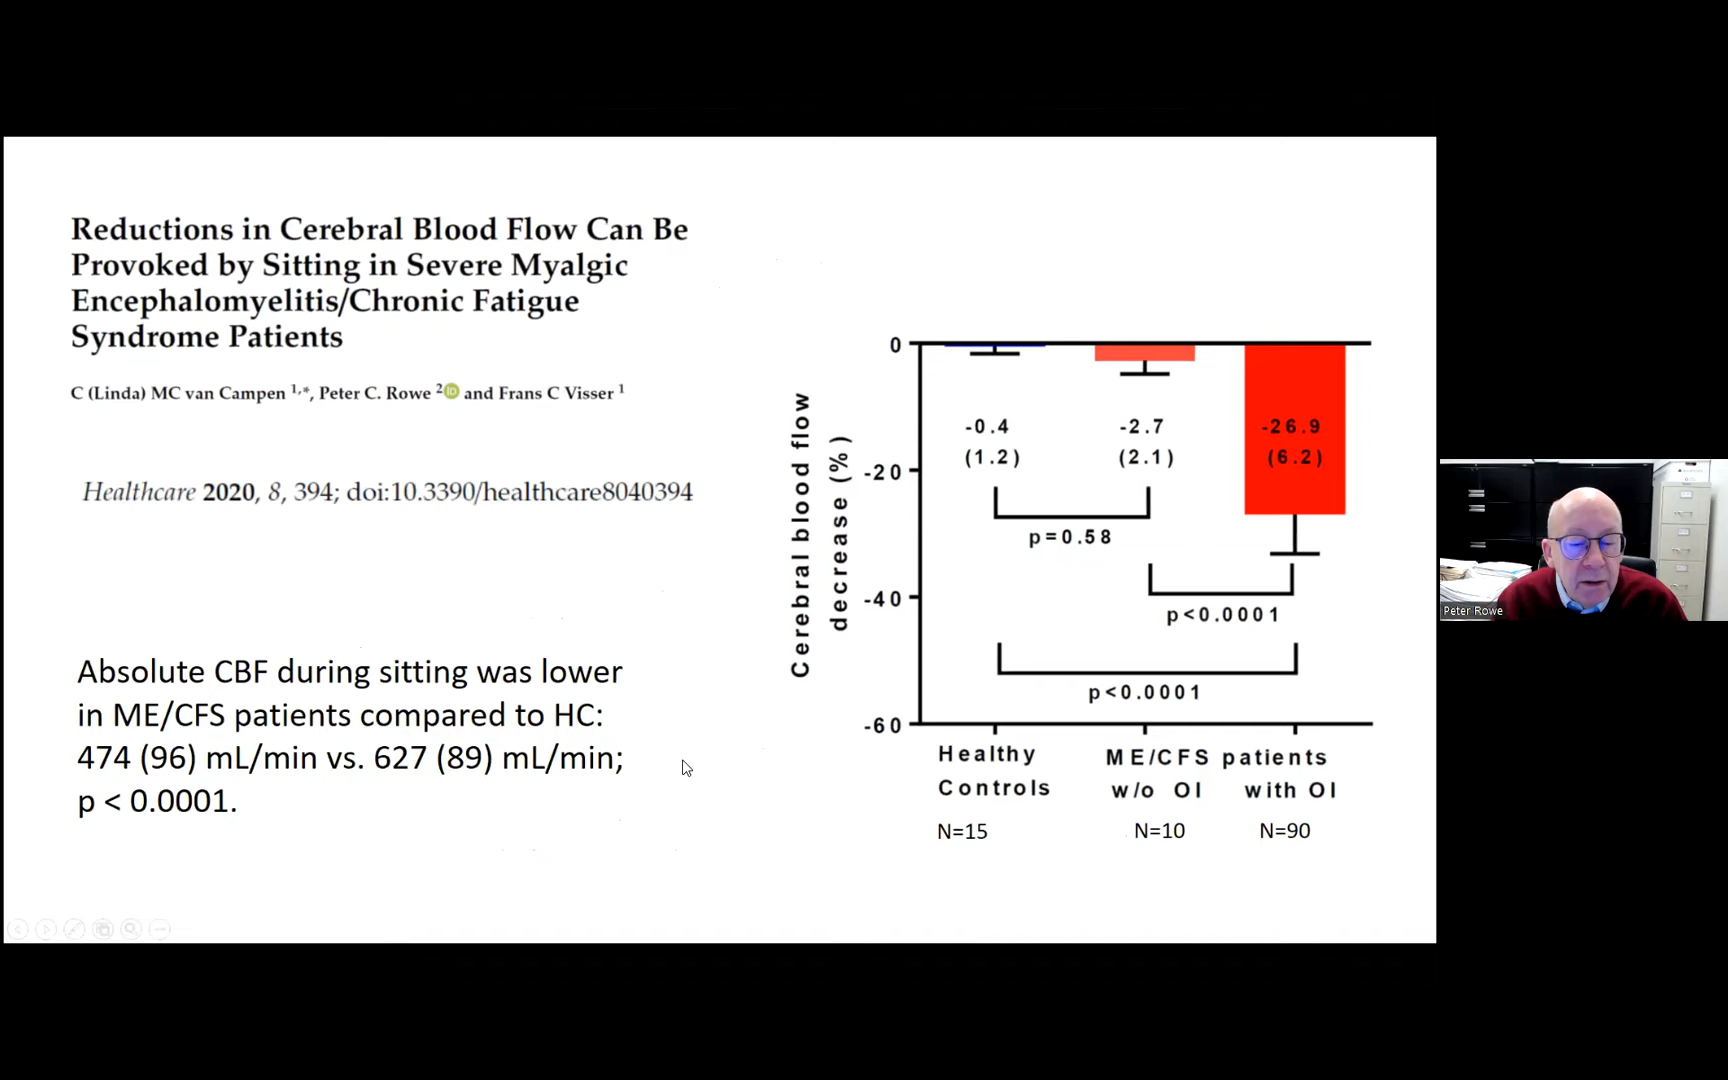 Reductions in Cerebral Blood Flow Can Be
Provoked by Sitting in Severe Myalgic
Encephalomyelitis/Chronic Fatigue
Syndrome Patients
C (Linda) MC van Campen 1,*, Peter C. Rowe 2 iD and Frans C Visser 1
Healthcare 2020, 8, 394; doi:10.3390/healthcare8040394
Absolute CBF during sitting was lower
in ME/CFS patients compared to HC:
474 (96) mL/min vs. 627 (89) mL/min;
p < 0.0001.
Cerebral blood flow
decrease (%)
0
-20
-40
-60
-0.4
(1.2)
-2.7
(2.1)
-26.9
(6.2)
p=0.58
p<0.0001
p<0.0001
Healthy
Controls
ME/CFS patients
w/o OI with OI
N=15 N=10 N=90
Peter Rowe